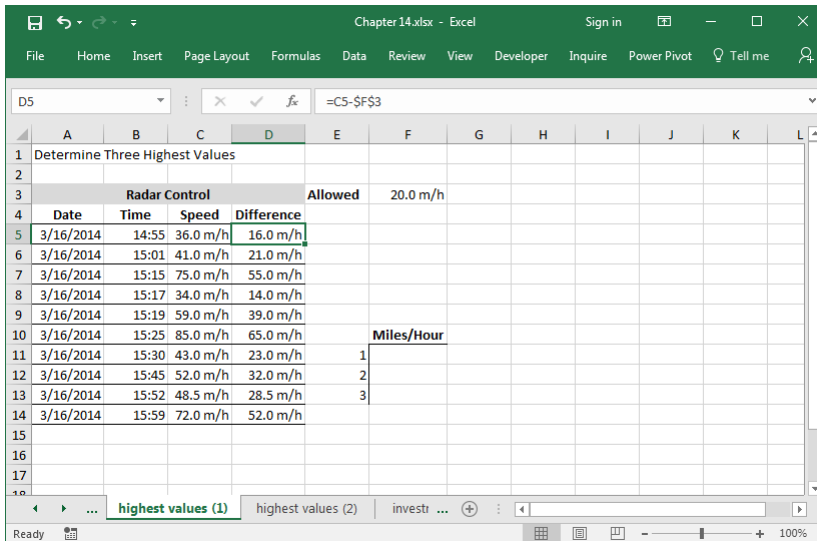 Chapter14.xlsx - Excel Sign in
File Home Insert Page Layout Formulas Data Review View Developer Inquire Power Pivot Tell me
D5 fx =C5-$F$3
A B C D E F G H I J K L
1 Determine Three Highest Values
2
3 Radar Control Allowed 20.0 m/h
4 Date Time Speed Difference
5 3/16/2014 14:55 36.0 m/h 16.0 m/h
6 3/16/2014 15:01 41.0 m/h 21.0 m/h
7 3/16/2014 15:15 75.0 m/h 55.0 m/h
8 3/16/2014 15:17 34.0 m/h 14.0 m/h
9 3/16/2014 15:19 59.0 m/h 39.0 m/h
10 3/16/2014 15:25 85.0 m/h 65.0 m/h Miles/Hour
11 3/16/2014 15:30 43.0 m/h 23.0 m/h 1
12 3/16/2014 15:45 52.0 m/h 32.0 m/h 2
13 3/16/2014 15:52 48.5 m/h 28.5 m/h 3
14 3/16/2014 15:59 72.0 m/h 52.0 m/h
15
16
17
18
... highest values (1) highest values (2) investr ...
Ready 100%